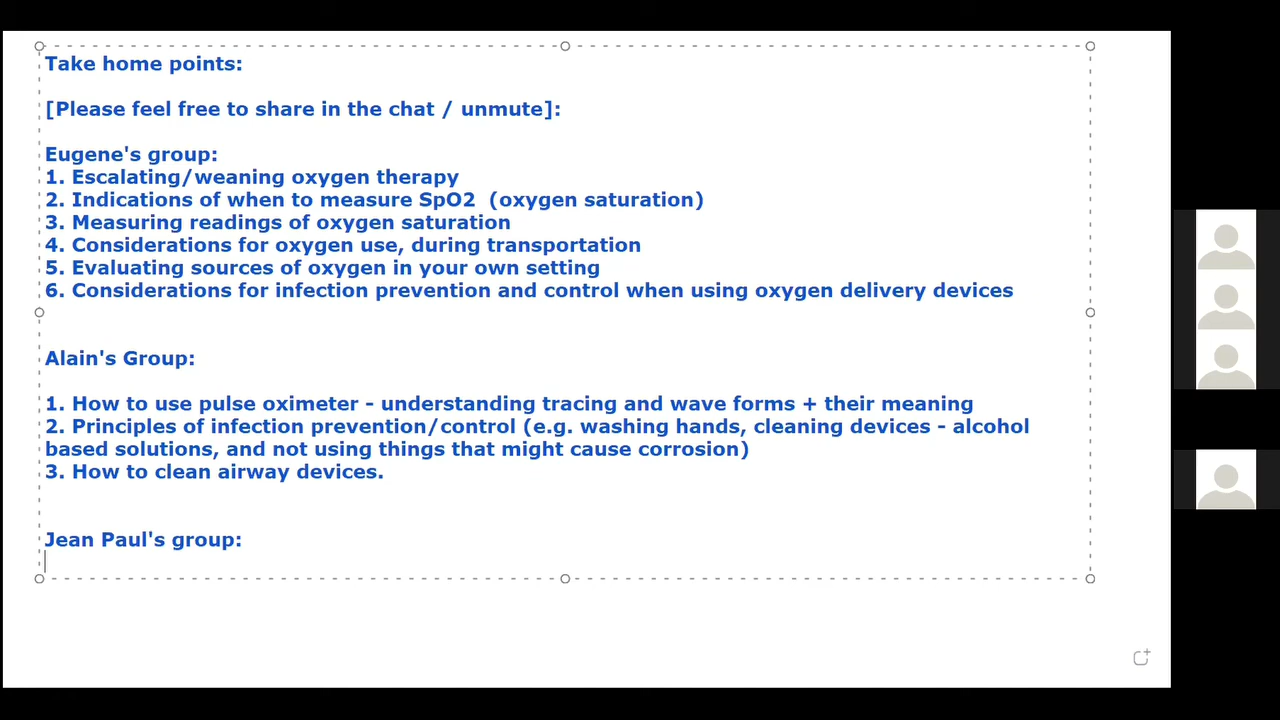 Take home points:
[Please feel free to share in the chat / unmute]:
Eugene's group:
1. Escalating/weaning oxygen therapy
2. Indications of when to measure SpO2  (oxygen saturation)
3. Measuring readings of oxygen saturation
4. Considerations for oxygen use, during transportation
5. Evaluating sources of oxygen in your own setting
6. Considerations for infection prevention and control when using oxygen delivery devices
Alain's Group:
1. How to use pulse oximeter - understanding tracing and wave forms + their meaning
2. Principles of infection prevention/control (e.g. washing hands, cleaning devices - alcohol
based solutions, and not using things that might cause corrosion)
3. How to clean airway devices.
Jean Paul's group: